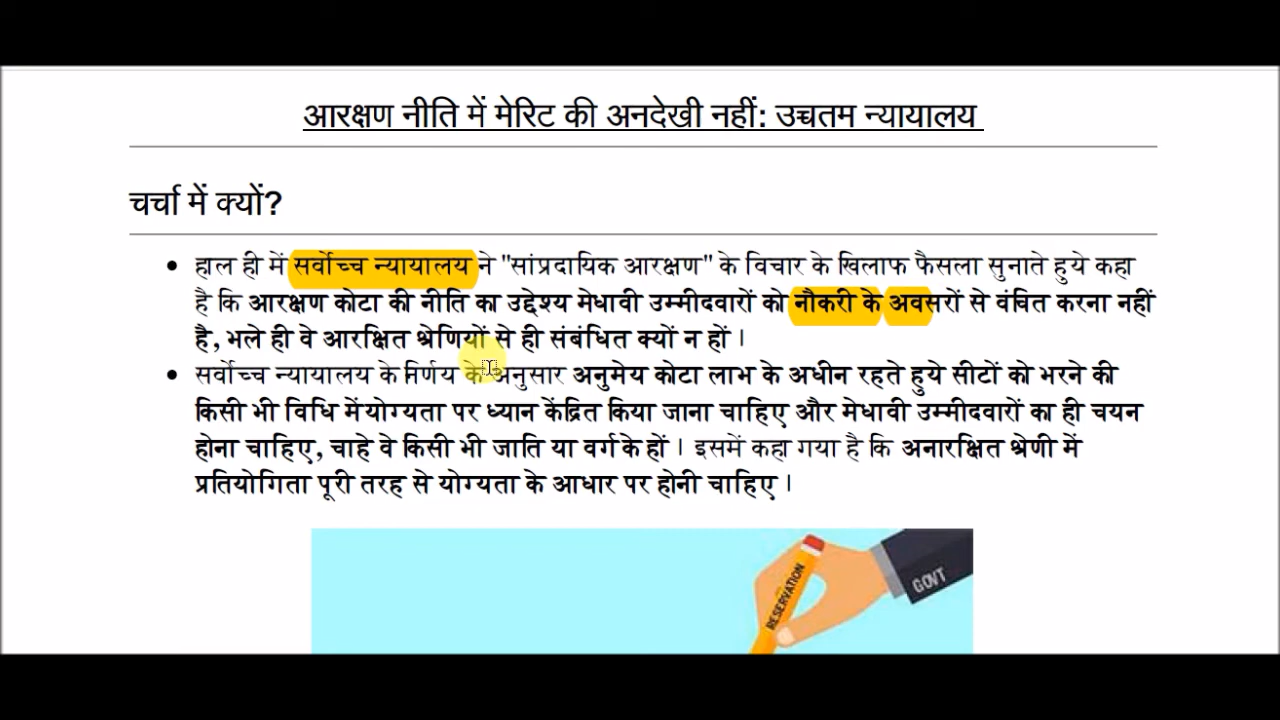 आरक्षण नीति में मेरिट की अनदेखी नहीं: उच्चतम न्यायालय
चर्चा में क्यों?
• हाल ही में सर्वोच्च न्यायालय ने "सांप्रदायिक आरक्षण" के विचार के खिलाफ फैसला सुनाते हुये कहा
है कि आरक्षण कोटा की नीति का उद्देश्य मेधावी उम्मीदवारों को नौकरी के अवसरों से वंचित करना नहीं
है, भले ही वे आरक्षित श्रेणियों से ही संबंधित क्यों न हों ।
• सर्वोच्च न्यायालय के निर्णय के अनुसार अनुमेय कोटा लाभ के अधीन रहते हुये सीटों को भरने की
किसी भी विधि में योग्यता पर ध्यान केंद्रित किया जाना चाहिए और मेधावी उम्मीदवारों का ही चयन
होना चाहिए, चाहे वे किसी भी जाति या वर्ग के हों । इसमें कहा गया है कि अनारक्षित श्रेणी में
प्रतियोगिता पूरी तरह से योग्यता के आधार पर होनी चाहिए ।
RESERVATION
GOVT